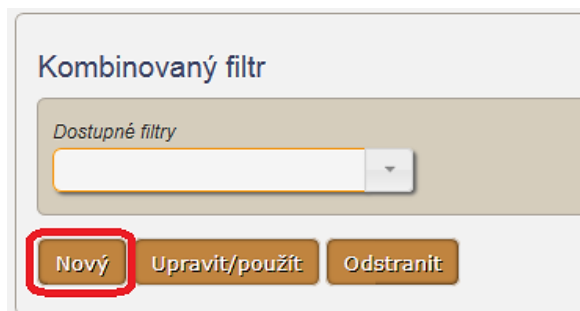 Kombinovaný filtr
Dostupné filtry
Nový Upravit/použít Odstranit